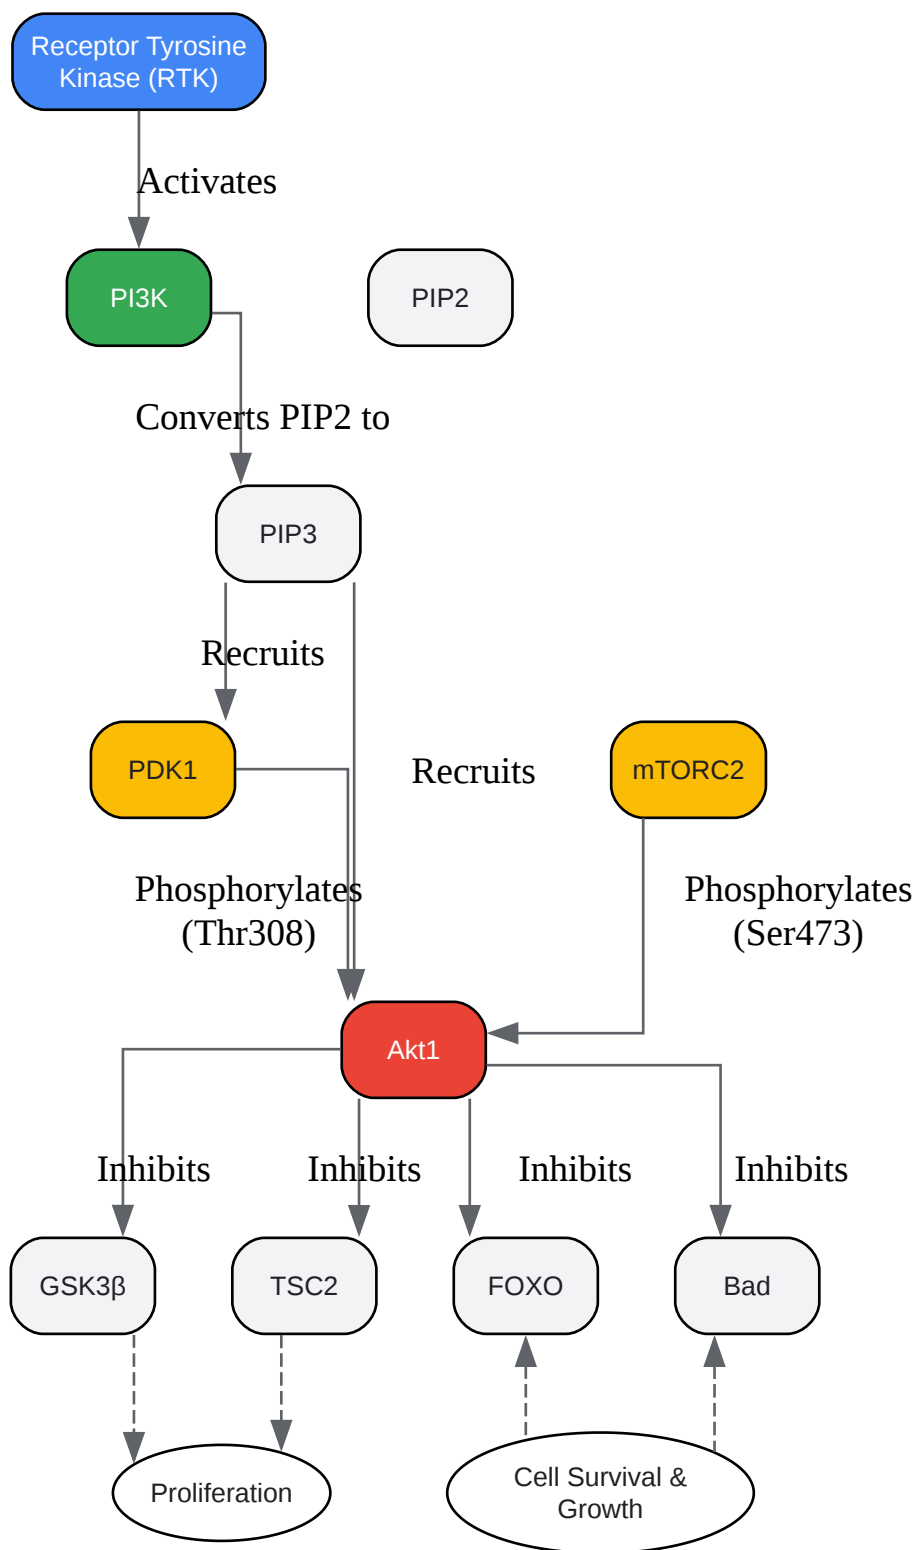 Receptor Tyrosine
Kinase (RTK)
Activates
PI3K
PIP2
Converts PIP2 to
PIP3
Recruits
PDK1
Recruits
mTORC2
Phosphorylates
(Thr308)
Phosphorylates
(Ser473)
Akt1
Inhibits
Inhibits
Inhibits
Inhibits
GSK3β
TSC2
FOXO
Bad
Proliferation
Cell Survival &
Growth